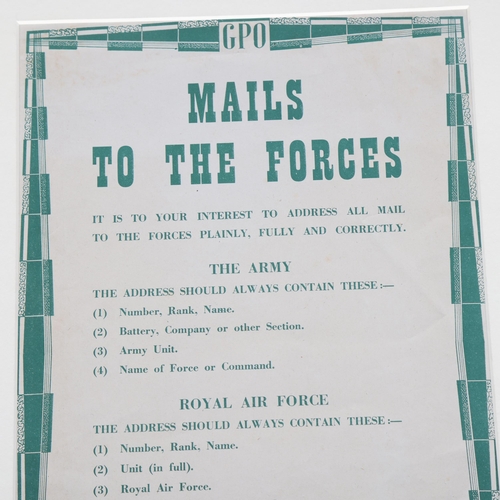 GPO
MAILS
TO THE FORCES
IT IS TO YOUR INTEREST TO ADDRESS ALL MAIL
TO THE FORCES PLAINLY, FULLY AND CORRECTLY.
THE ARMY
THE ADDRESS SHOULD ALWAYS CONTAIN THESE :—
(1) Number, Rank, Name.
(2) Battery, Company or other Section.
(3) Army Unit.
(4) Name of Force or Command.
ROYAL AIR FORCE
THE ADDRESS SHOULD ALWAYS CONTAIN THESE :—
(1) Number, Rank, Name.
(2) Unit (in full).
(3) Royal Air Force.